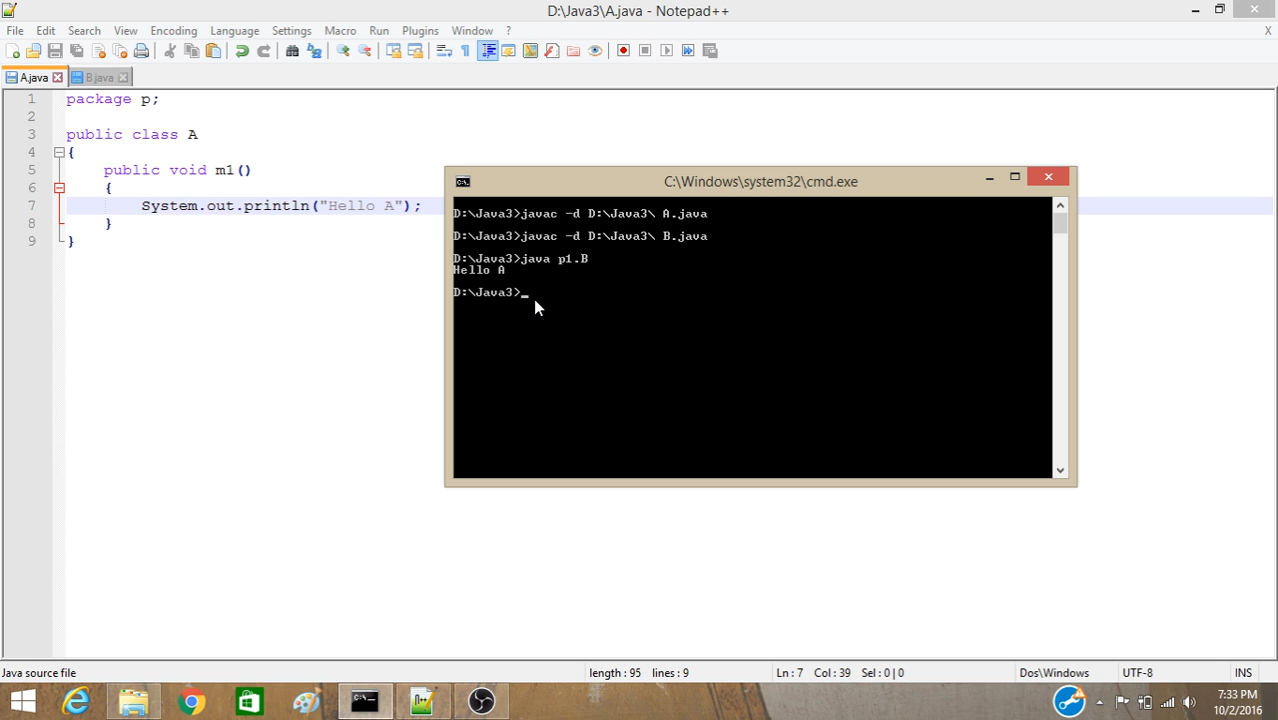 D:\Java3\A.java - Notepad++
File Edit Search View Encoding Language Settings Macro Run Plugins Window ? X
A.java B.java
1 package p;
2
3 public class A
4 {
5 public void m1()
6 {
7 System.out.println("Hello A");
8 }
9 }
C:\Windows\system32\cmd.exe
D:\Java3>javac -d D:\Java3\ A.java
D:\Java3>javac -d D:\Java3\ B.java
D:\Java3>java p1.B
Hello A
D:\Java3>_
Java source file length : 95 lines : 9 Ln : 7 Col : 39 Sel : 0 | 0 Dos\Windows UTF-8 INS
7:33 PM
10/2/2016